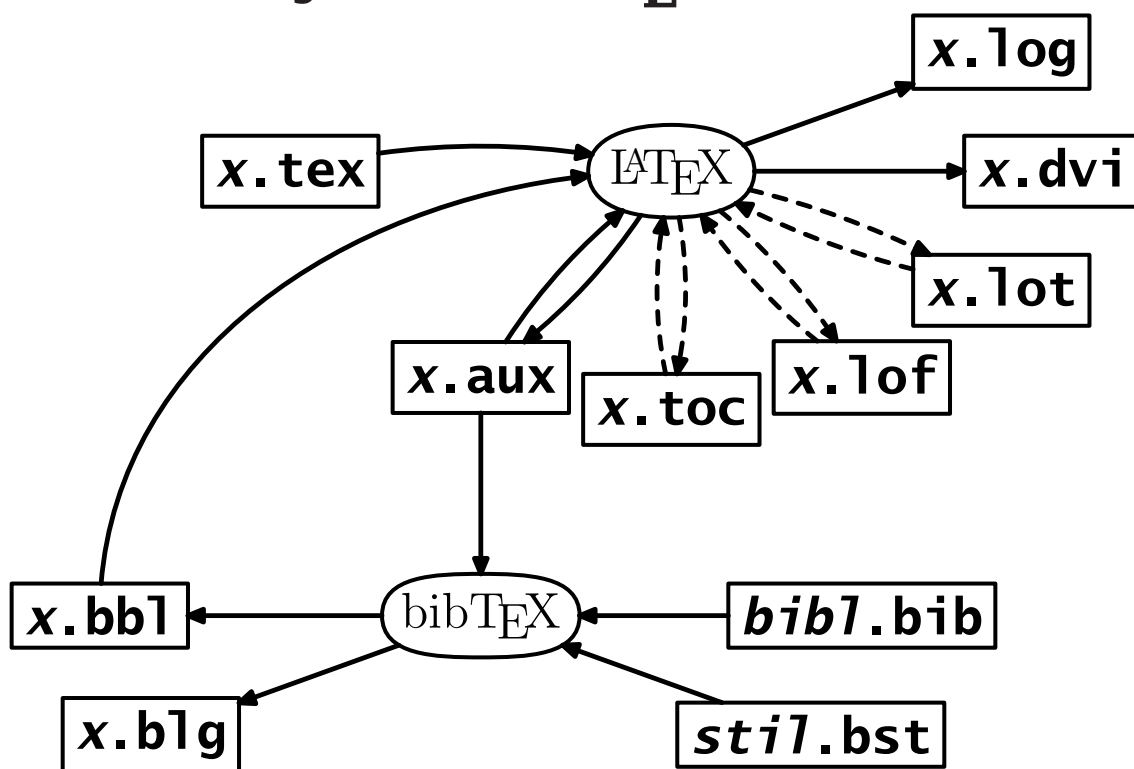 x.log
x.tex
LATEX
x.dvi
x.lot
x.aux
x.toc
x.lof
x.bbl
bibTEX
bibl.bib
x.blg
stil.bst